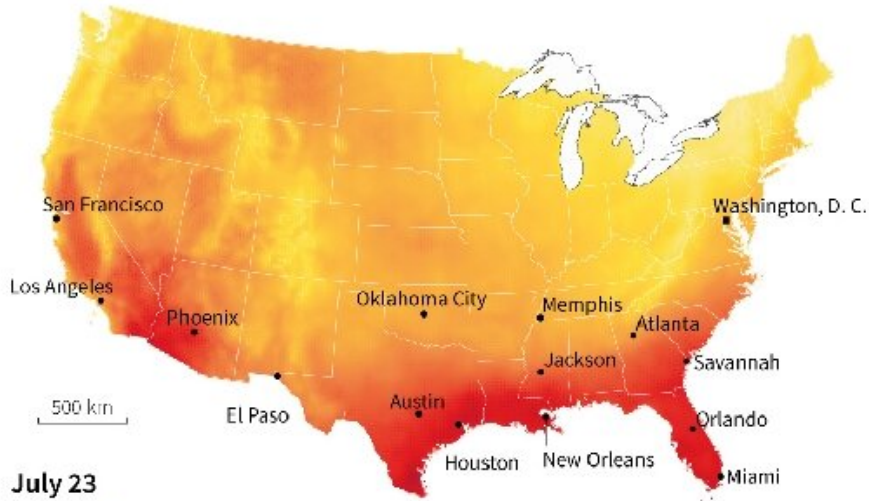 San Francisco
Washington, D. C.
Los Angeles
Oklahoma City
Memphis
Phoenix
Atlanta
Jackson
Savannah
500 km
El Paso
Austin
Orlando
Houston
New Orleans
July 23
Miami